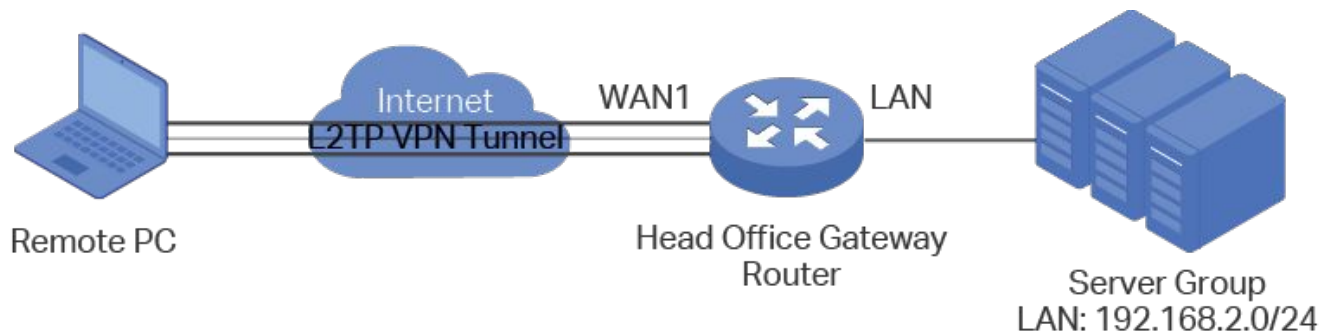 Internet
L2TP VPN Tunnel
WAN1
LAN
Remote PC
Head Office Gateway
Router
Server Group
LAN: 192.168.2.0/24